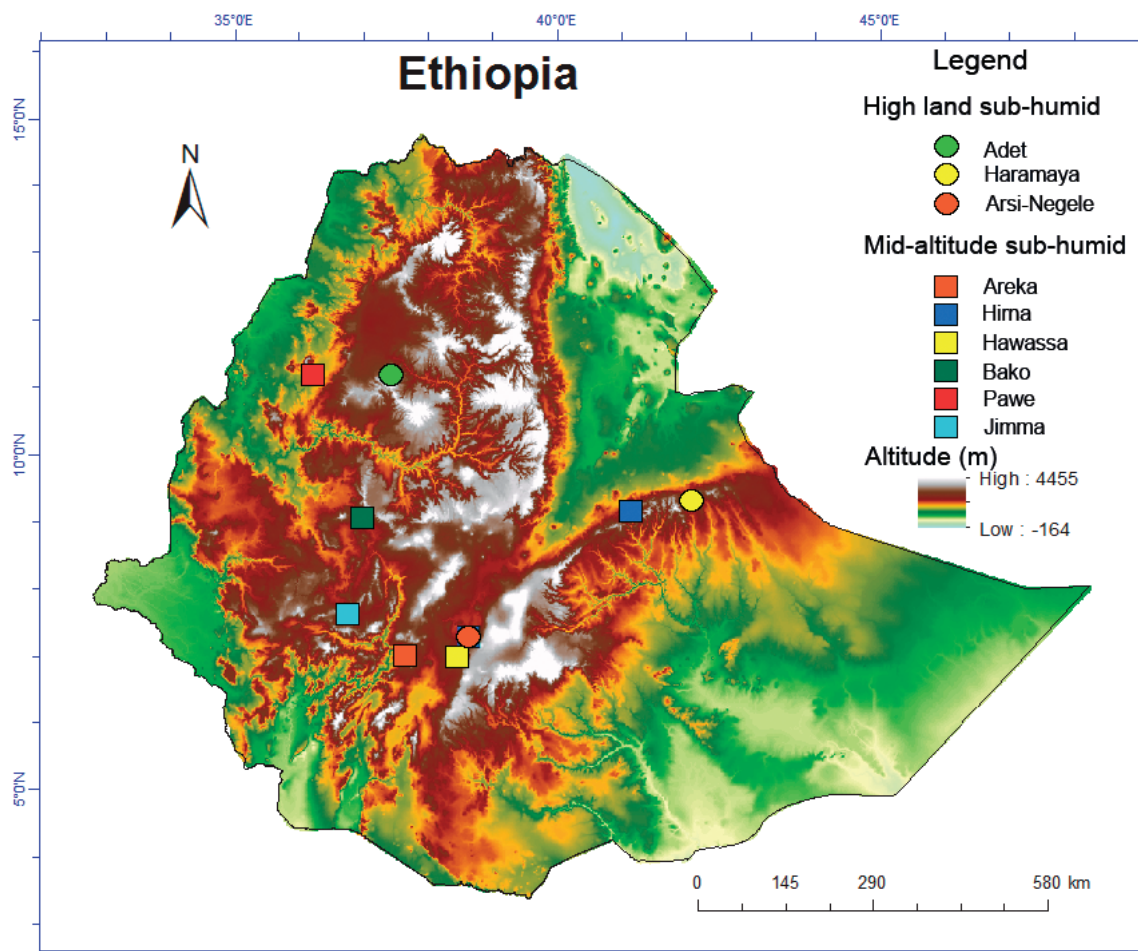 35°0'E 40°0'E 45°0'E
Ethiopia
N
15°0'N
10°0'N
5°0'N
Legend
High land sub-humid
Adet
Haramaya
Arsi-Negele
Mid-altitude sub-humid
Areka
Hirna
Hawassa
Bako
Pawe
Jimma
Altitude (m)
High : 4455
Low : -164
0 145 290 580 km